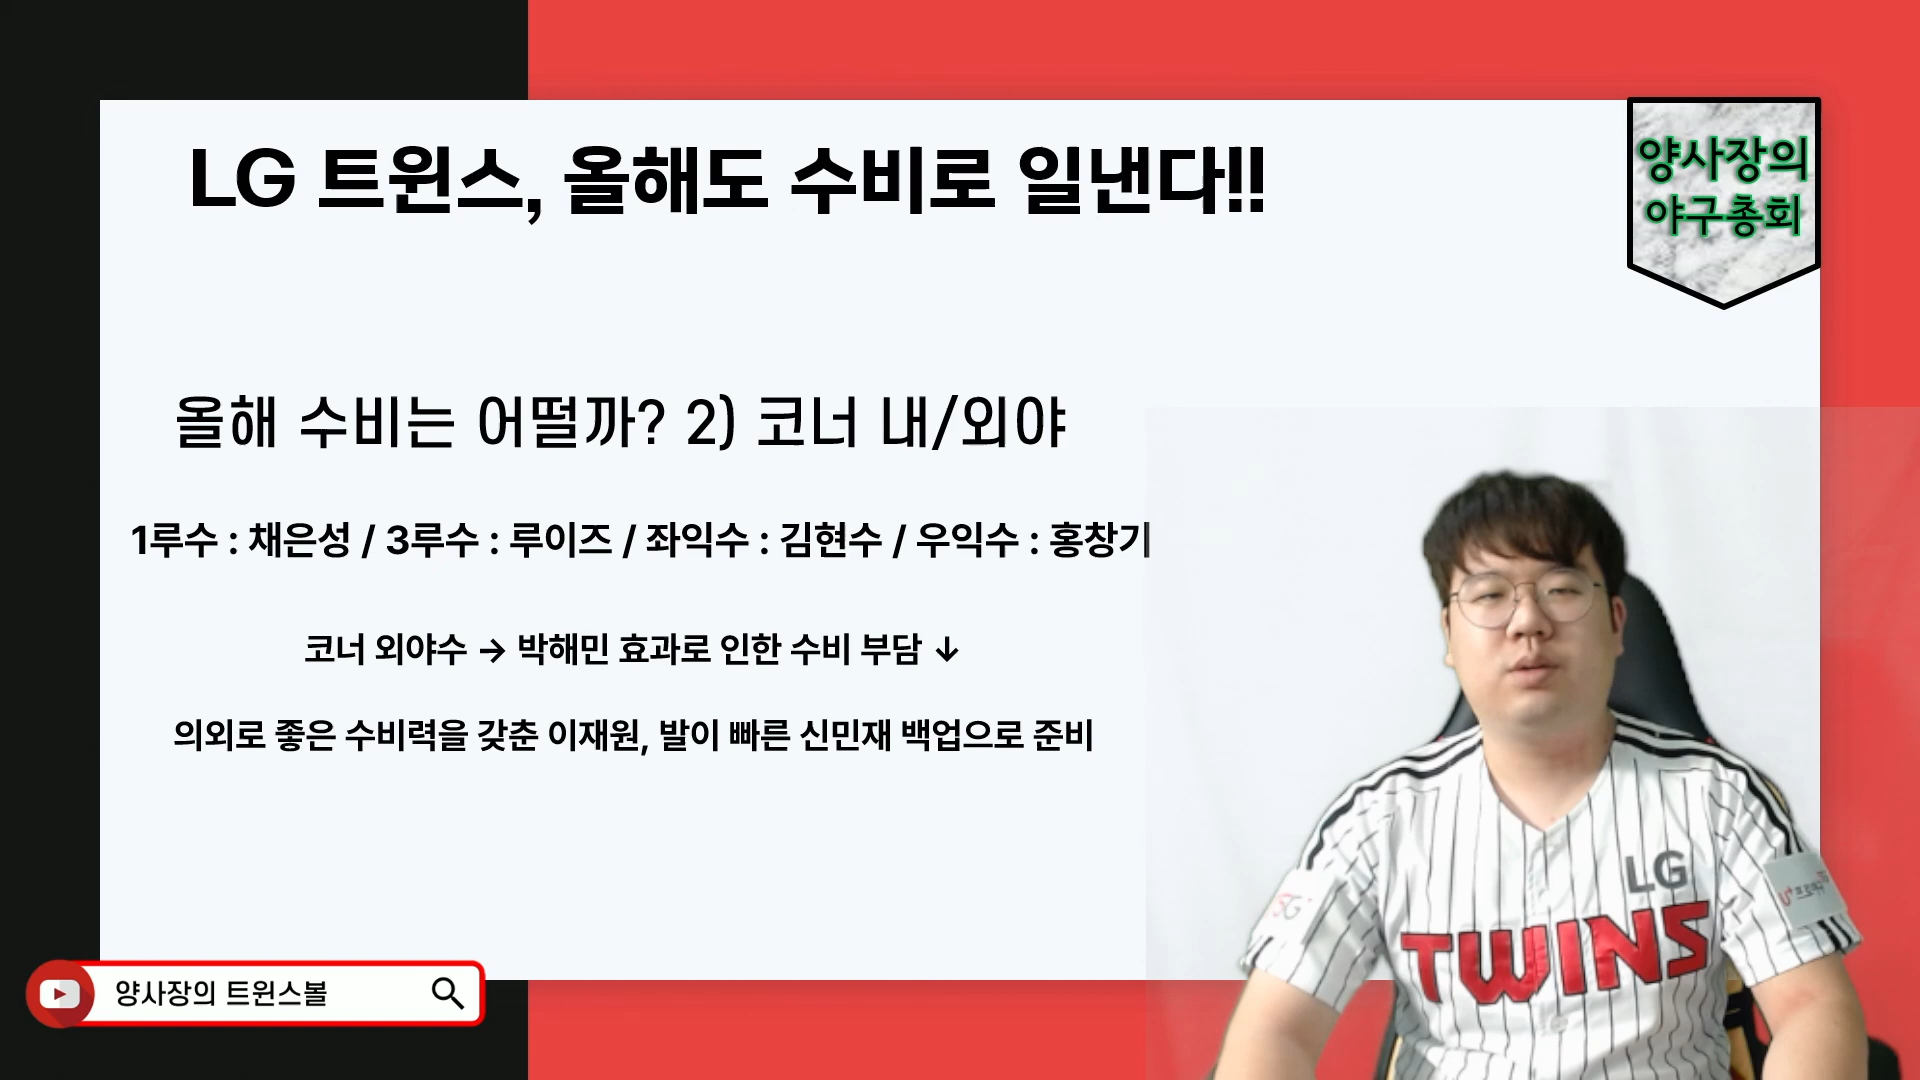 LG 트윈스, 올해도 수비로 일낸다!!
양사장의
야구총회
올해 수비는 어떨까? 2) 코너 내/외야
1루수 : 채은성 / 3루수 : 루이즈 / 좌익수 : 김현수 / 우익수 : 홍창기
코너 외야수 → 박해민 효과로 인한 수비 부담 ↓
의외로 좋은 수비력을 갖춘 이재원, 발이 빠른 신민재 백업으로 준비
LG
TWINS
양사장의 트윈스볼